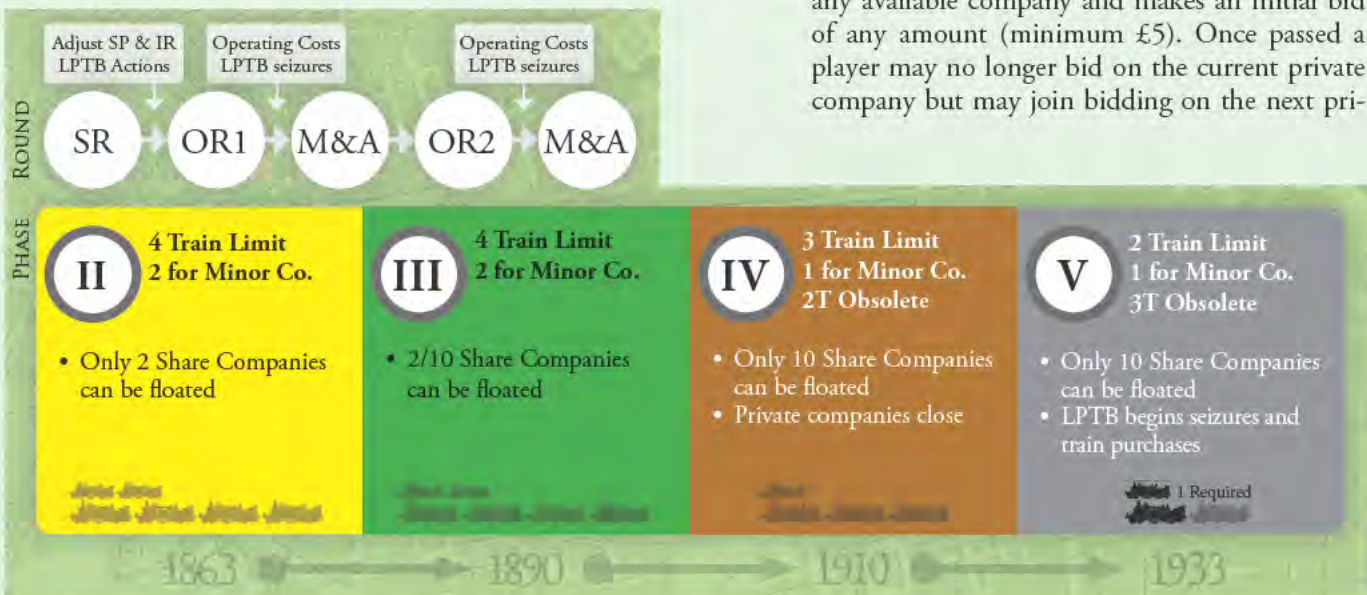 any available company and makes an initial bid
of any amount (minimum £5). Once passed a
player may no longer bid on the current private
company but may join bidding on the next pri-
Adjust SP & IR
LPTB Actions
Operating Costs
LPTB seizures
Operating Costs
LPTB seizures
ROUND
SR
OR1
M&A
OR2
M&A
PHASE
II
4 Train Limit
2 for Minor Co.
• Only 2 Share Companies
can be floated
III
4 Train Limit
2 for Minor Co.
• 2/10 Share Companies
can be floated
IV
3 Train Limit
1 for Minor Co.
2T Obsolete
• Only 10 Share Companies
can be floated
• Private companies close
V
2 Train Limit
1 for Minor Co.
3T Obsolete
• Only 10 Share Companies
can be floated
• LPTB begins seizures and
train purchases
1 Required
1863
1890
1910
1933